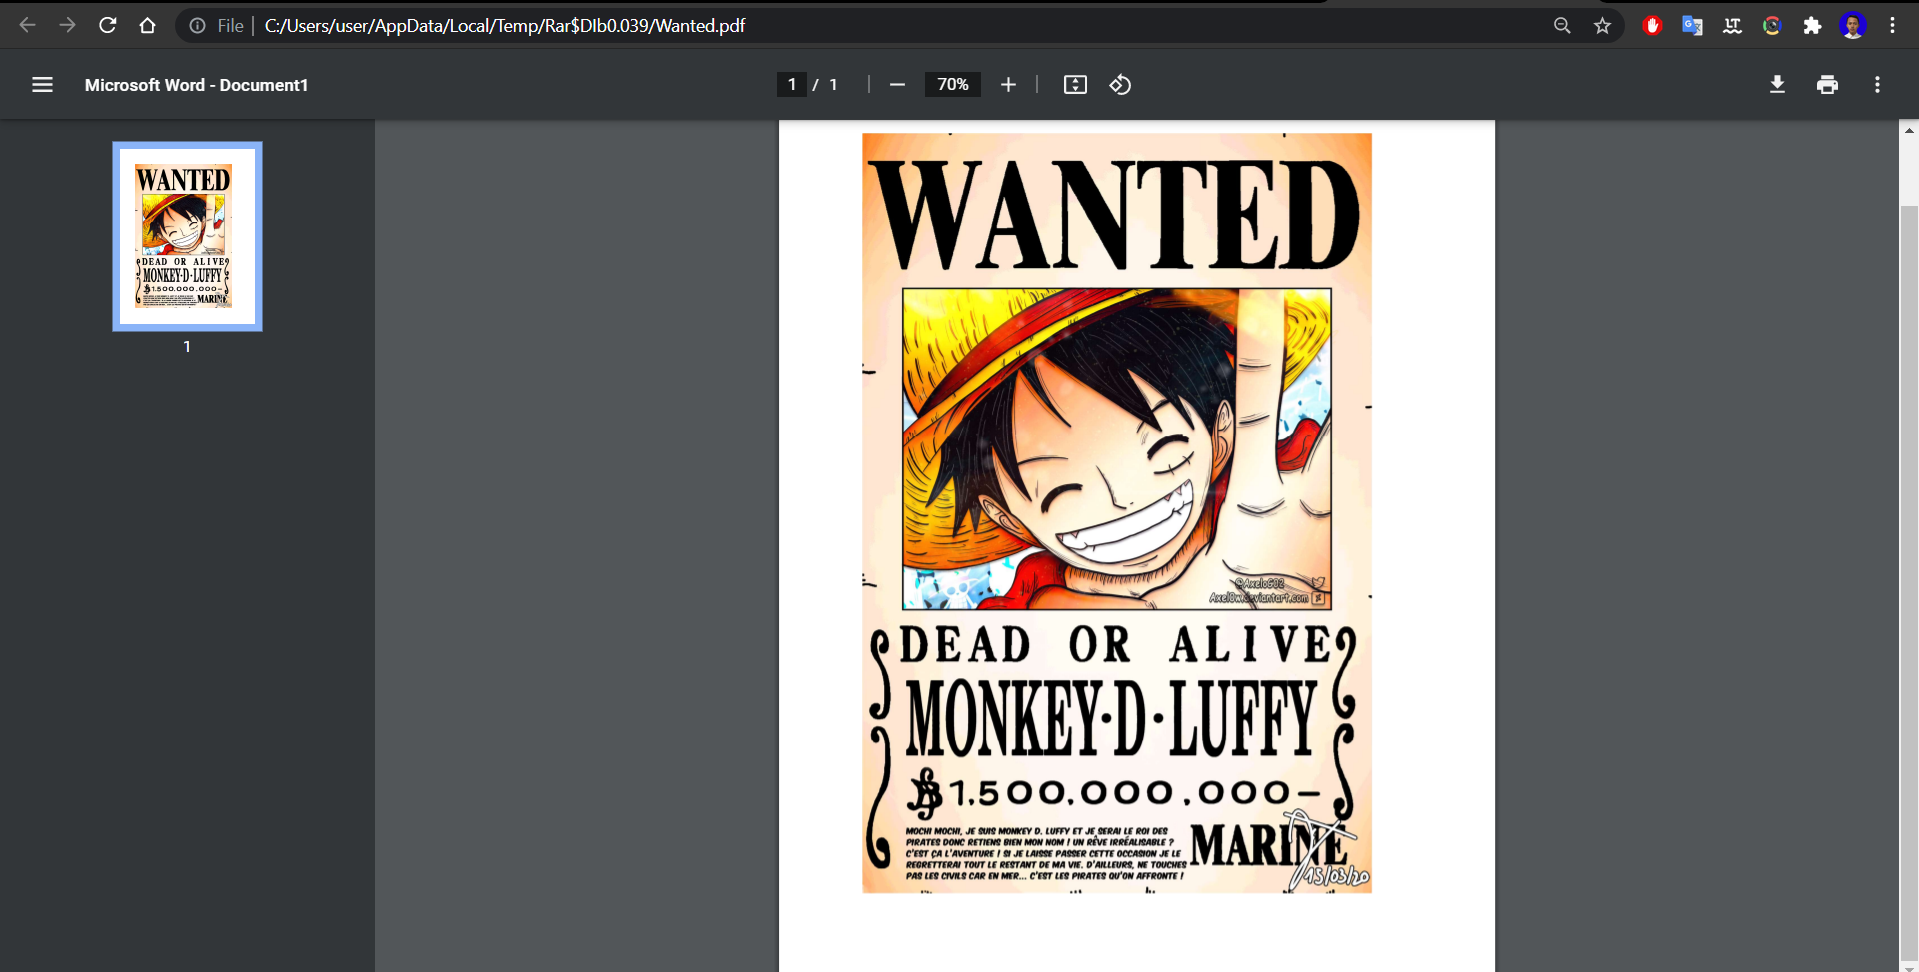 File | C:/Users/user/AppData/Local/Temp/Rar$DIb0.039/Wanted.pdf
Microsoft Word - Document1
1 / 1
70%
WANTED
DEAD OR ALIVE
MONKEY·D·LUFFY
1.500.000.000-
MARINE
1
WANTED
@Axelo602
AxelOw.deviantart.com
DEAD OR ALIVE
MONKEY·D·LUFFY
1.500.000.000-
MOCHI MOCHI, JE SUIS MONKEY D. LUFFY ET JE SERAI LE ROI DES
PIRATES DONC RETIENS BIEN MON NOM ! UN RÊVE IRRÉALISABLE ?
C'EST ÇA L'AVENTURE ! SI JE LAISSE PASSER CETTE OCCASION JE LE
REGRETTERAI TOUT LE RESTANT DE MA VIE. D'AILLEURS, NE TOUCHES
PAS LES CIVILS CAR EN MER... C'EST LES PIRATES QU'ON AFFRONTE !
MARINE
15/03/20